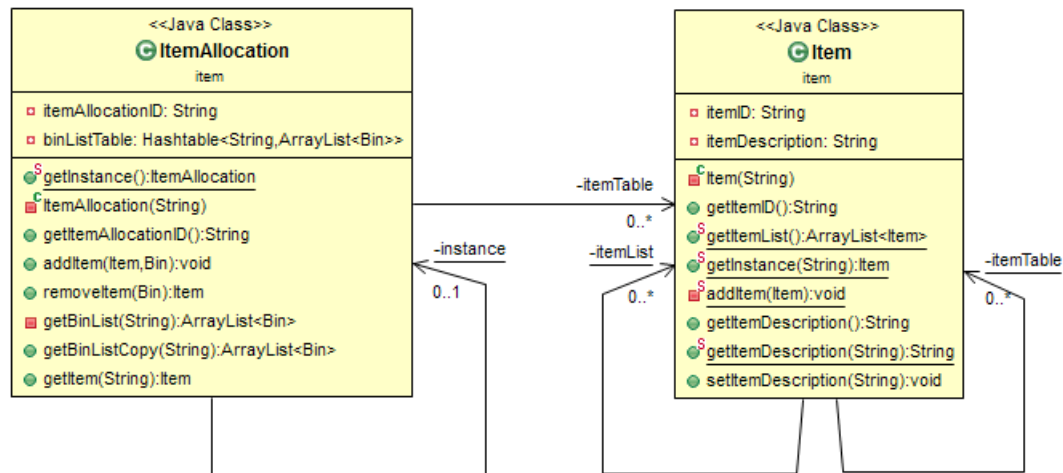 <<Java Class>>
ItemAllocation
item
itemAllocationID: String
binListTable: Hashtable<String,ArrayList<Bin>>
getInstance():ItemAllocation
ItemAllocation(String)
getItemAllocationID():String
addItem(Item,Bin):void
removeItem(Bin):Item
getBinList(String):ArrayList<Bin>
getBinListCopy(String):ArrayList<Bin>
getItem(String):Item
-itemTable
0..*
-instance
0..1
-itemList
0..*
<<Java Class>>
Item
item
itemID: String
itemDescription: String
Item(String)
getItemID():String
getItemList():ArrayList<Item>
getInstance(String):Item
addItem(Item):void
getItemDescription():String
getItemDescription(String):String
setItemDescription(String):void
-itemTable
0..*